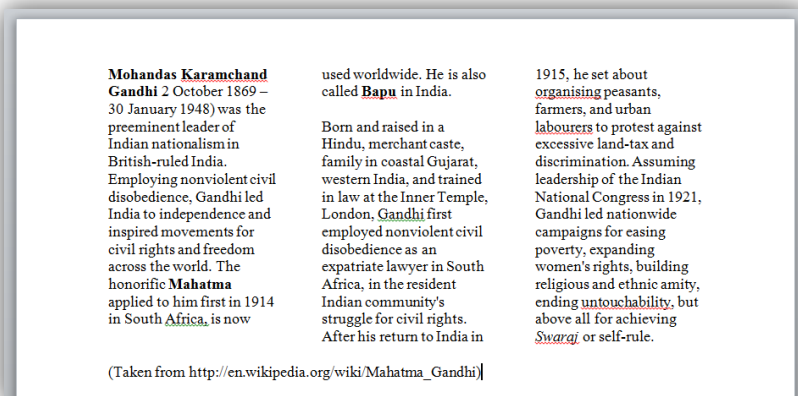 Mohandas Karamchand
Gandhi 2 October 1869 –
30 January 1948) was the
preeminent leader of
Indian nationalism in
British-ruled India.
Employing nonviolent civil
disobedience, Gandhi led
India to independence and
inspired movements for
civil rights and freedom
across the world. The
honorific Mahatma
applied to him first in 1914
in South Africa, is now
used worldwide. He is also
called Bapu in India.
Born and raised in a
Hindu, merchant caste,
family in coastal Gujarat,
western India, and trained
in law at the Inner Temple,
London, Gandhi first
employed nonviolent civil
disobedience as an
expatriate lawyer in South
Africa, in the resident
Indian community's
struggle for civil rights.
After his return to India in
1915, he set about
organising peasants,
farmers, and urban
labourers to protest against
excessive land-tax and
discrimination. Assuming
leadership of the Indian
National Congress in 1921,
Gandhi led nationwide
campaigns for easing
poverty, expanding
women's rights, building
religious and ethnic amity,
ending untouchability, but
above all for achieving
Swaraj or self-rule.
(Taken from http://en.wikipedia.org/wiki/Mahatma_Gandhi)